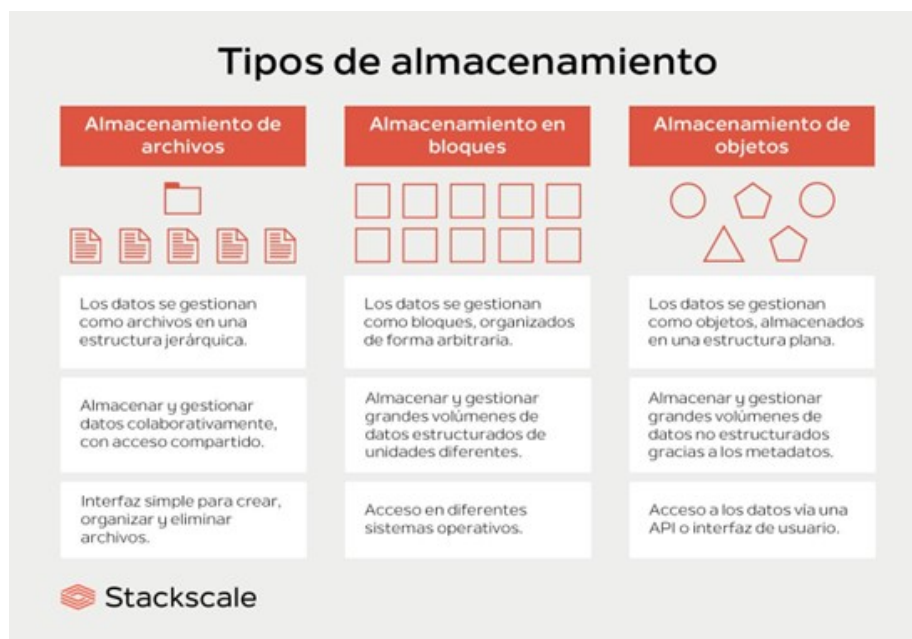 Tipos de almacenamiento
Almacenamiento de
archivos
Los datos se gestionan
como archivos en una
estructura jerárquica.
Almacenar y gestionar
datos colaborativamente,
con acceso compartido.
Interfaz simple para crear,
organizar y eliminar
archivos.
Almacenamiento en
bloques
Los datos se gestionan
como bloques, organizados
de forma arbitraria.
Almacenar y gestionar
grandes volúmenes de
datos estructurados de
unidades diferentes.
Acceso en diferentes
sistemas operativos.
Almacenamiento de
objetos
Los datos se gestionan
como objetos, almacenados
en una estructura plana.
Almacenar y gestionar
grandes volúmenes de
datos no estructurados
gracias a los metadatos.
Acceso a los datos vía una
API o interfaz de usuario.
Stackscale